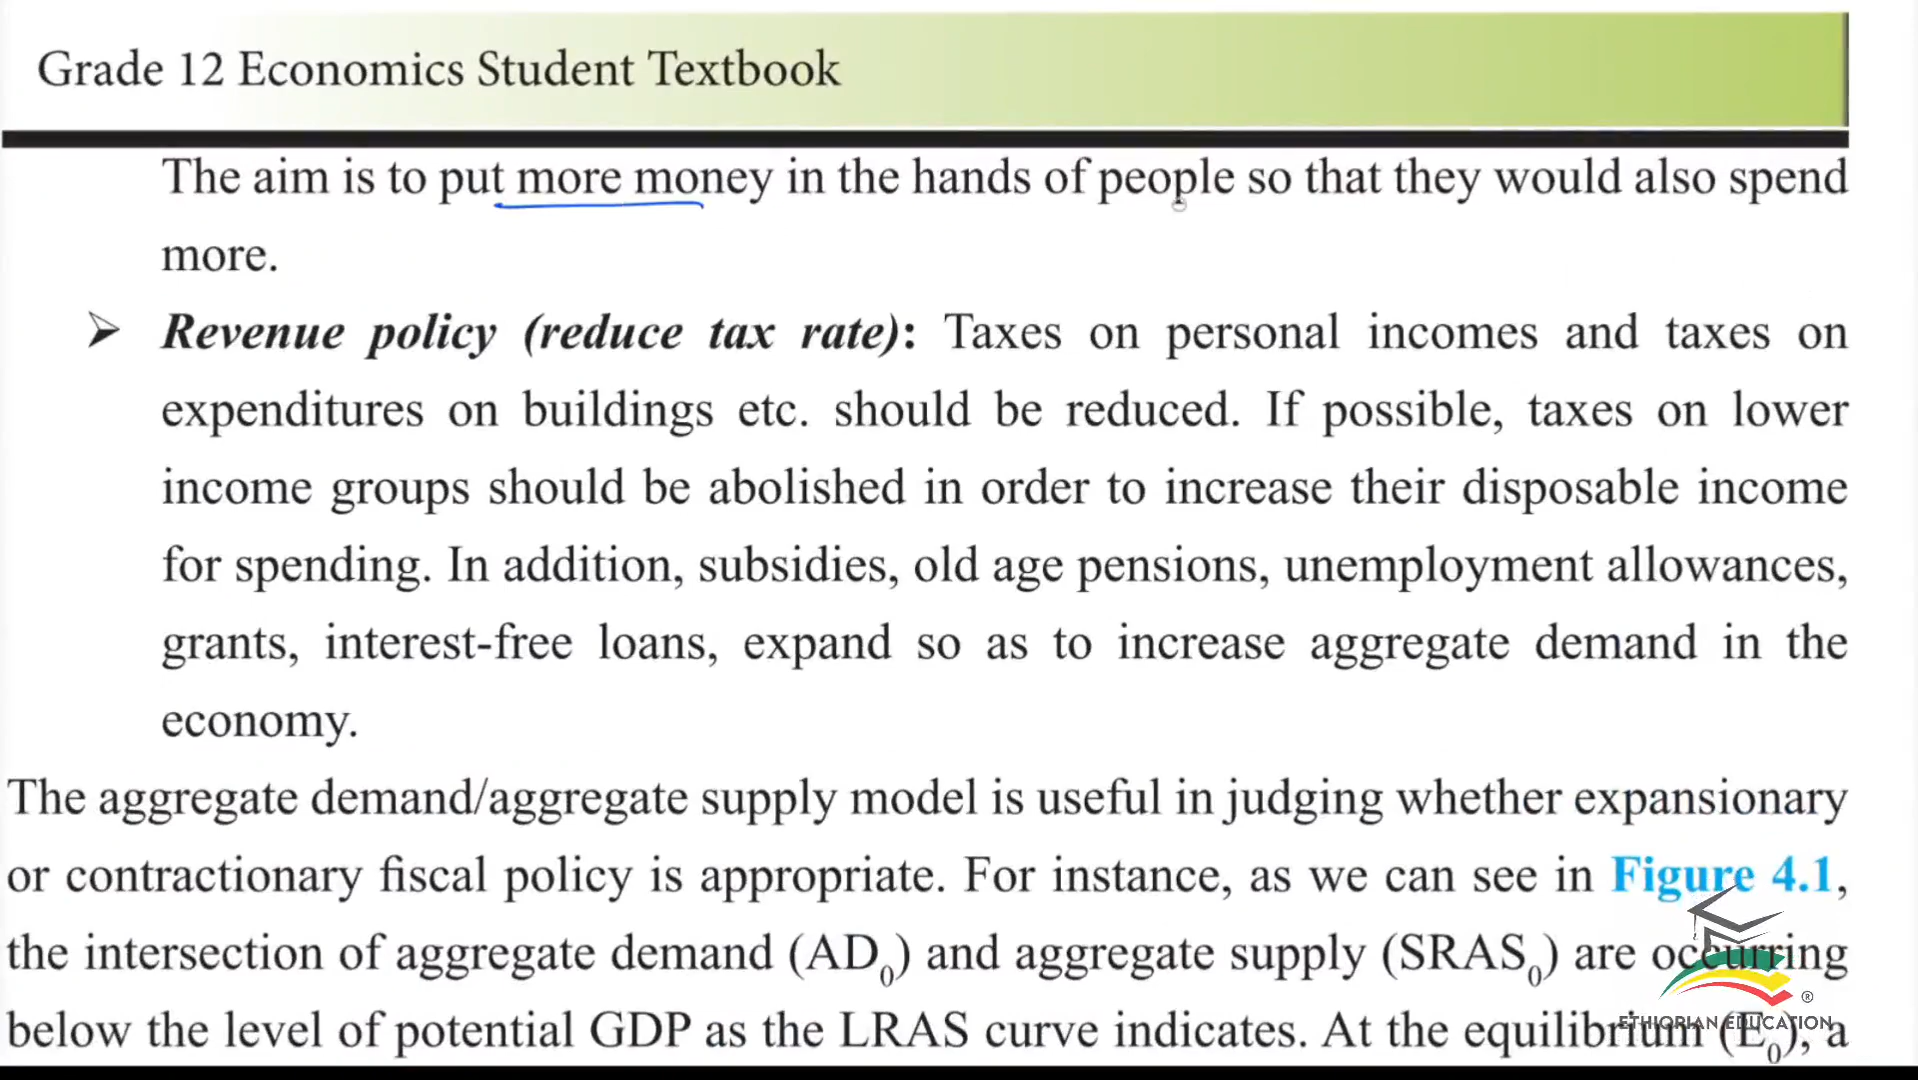 Grade 12 Economics Student Textbook
The aim is to put more money in the hands of people so that they would also spend
more.
➢ Revenue policy (reduce tax rate): Taxes on personal incomes and taxes on
expenditures on buildings etc. should be reduced. If possible, taxes on lower
income groups should be abolished in order to increase their disposable income
for spending. In addition, subsidies, old age pensions, unemployment allowances,
grants, interest-free loans, expand so as to increase aggregate demand in the
economy.
The aggregate demand/aggregate supply model is useful in judging whether expansionary
or contractionary fiscal policy is appropriate. For instance, as we can see in Figure 4.1,
the intersection of aggregate demand (AD₀) and aggregate supply (SRAS₀) are occurring
below the level of potential GDP as the LRAS curve indicates. At the equilibrium (E₀), a
®
ETHIOPIAN EDUCATION